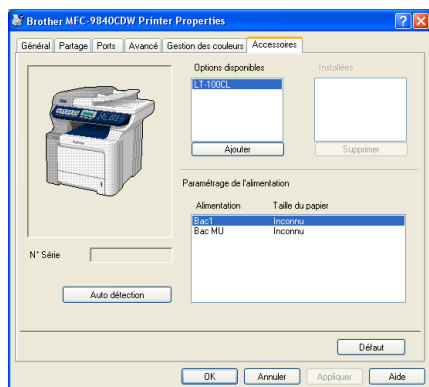 Brother MFC-9840CDW Printer Properties
Général Partage Ports Avancé Gestion des couleurs Accessoires
Options disponibles Installées
LT-100CL
Ajouter Supprimer
Paramétrage de l'alimentation
Alimentation Taille du papier
Bac1 Inconnu
Bac MU Inconnu
N° Série
Auto détection
Défaut
OK Annuler Appliquer Aide